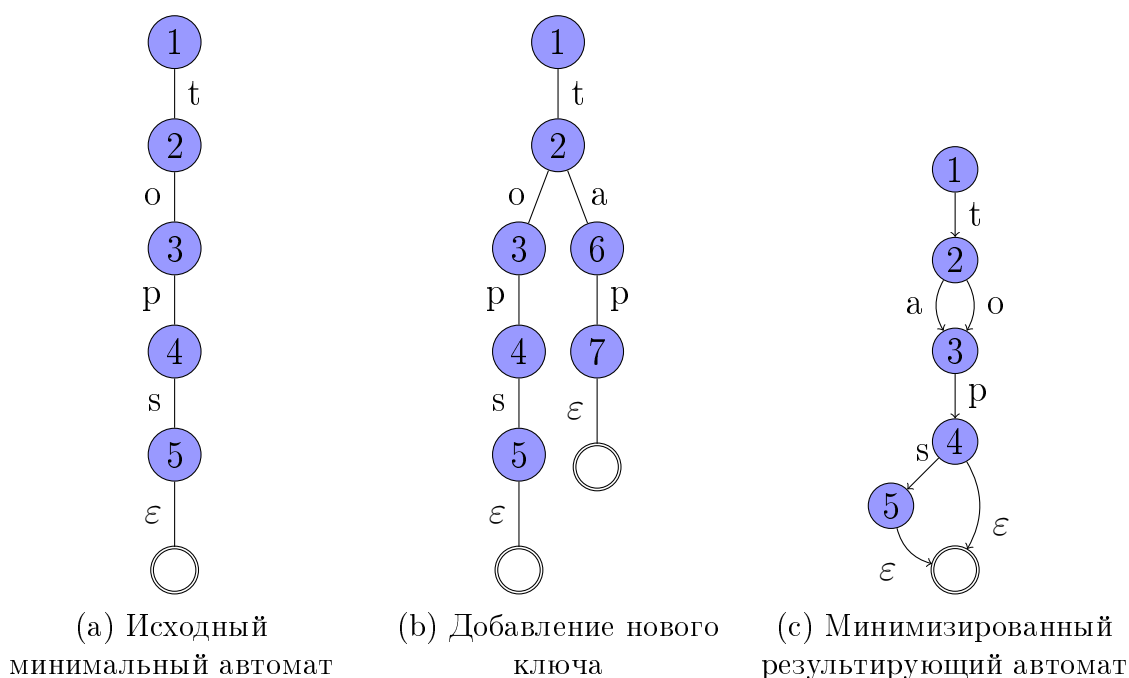 1
t
2
o
3
p
4
s
5
ε
(a) Исходный
минимальный автомат
1
t
2
o a
3 6
p p
4 7
s ε
5
ε
(b) Добавление нового
ключа
1
t
2
a o
3
p
4
s
5 ε
ε
(c) Минимизированный
результирующий автомат